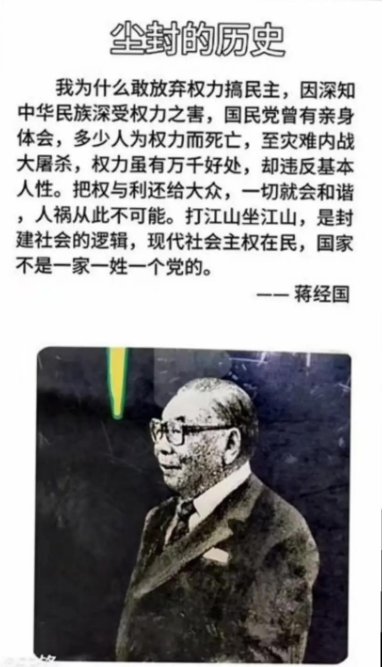 尘封的历史
我为什么敢放弃权力搞民主，因深知
中华民族深受权力之害，国民党曾有亲身
体会，多少人为权力而死亡，至灾难内战
大屠杀，权力虽有万千好处，却违反基本
人性。把权与利还给大众，一切就会和谐
，人祸从此不可能。打江山坐江山，是封
建社会的逻辑，现代社会主权在民，国家
不是一家一姓一个党的。
—— 蒋经国